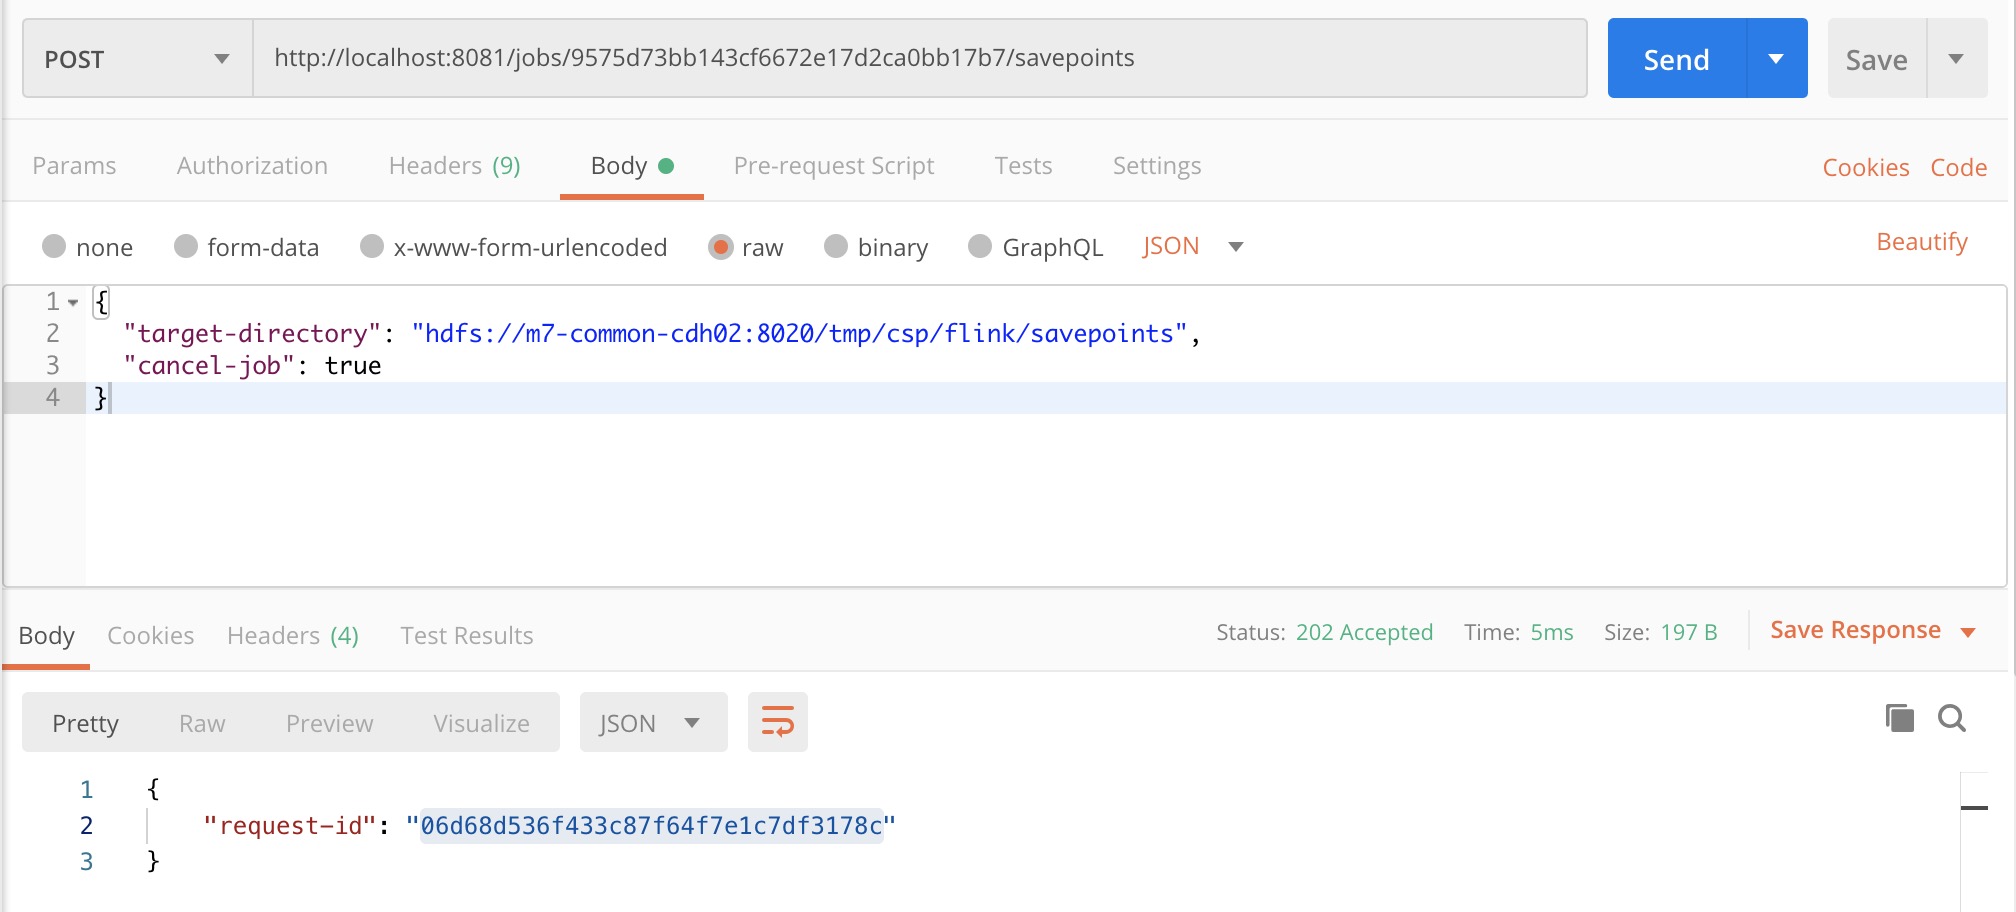 POST http://localhost:8081/jobs/9575d73bb143cf6672e17d2ca0bb17b7/savepoints Send Save
Params Authorization Headers (9) Body Pre-request Script Tests Settings Cookies Code
none form-data x-www-form-urlencoded raw binary GraphQL JSON Beautify
1 {
2 "target-directory": "hdfs://m7-common-cdh02:8020/tmp/csp/flink/savepoints",
3 "cancel-job": true
4 }
Body Cookies Headers (4) Test Results Status: 202 Accepted Time: 5ms Size: 197 B Save Response
Pretty Raw Preview Visualize JSON
1 {
2 "request-id": "06d68d536f433c87f64f7e1c7df3178c"
3 }